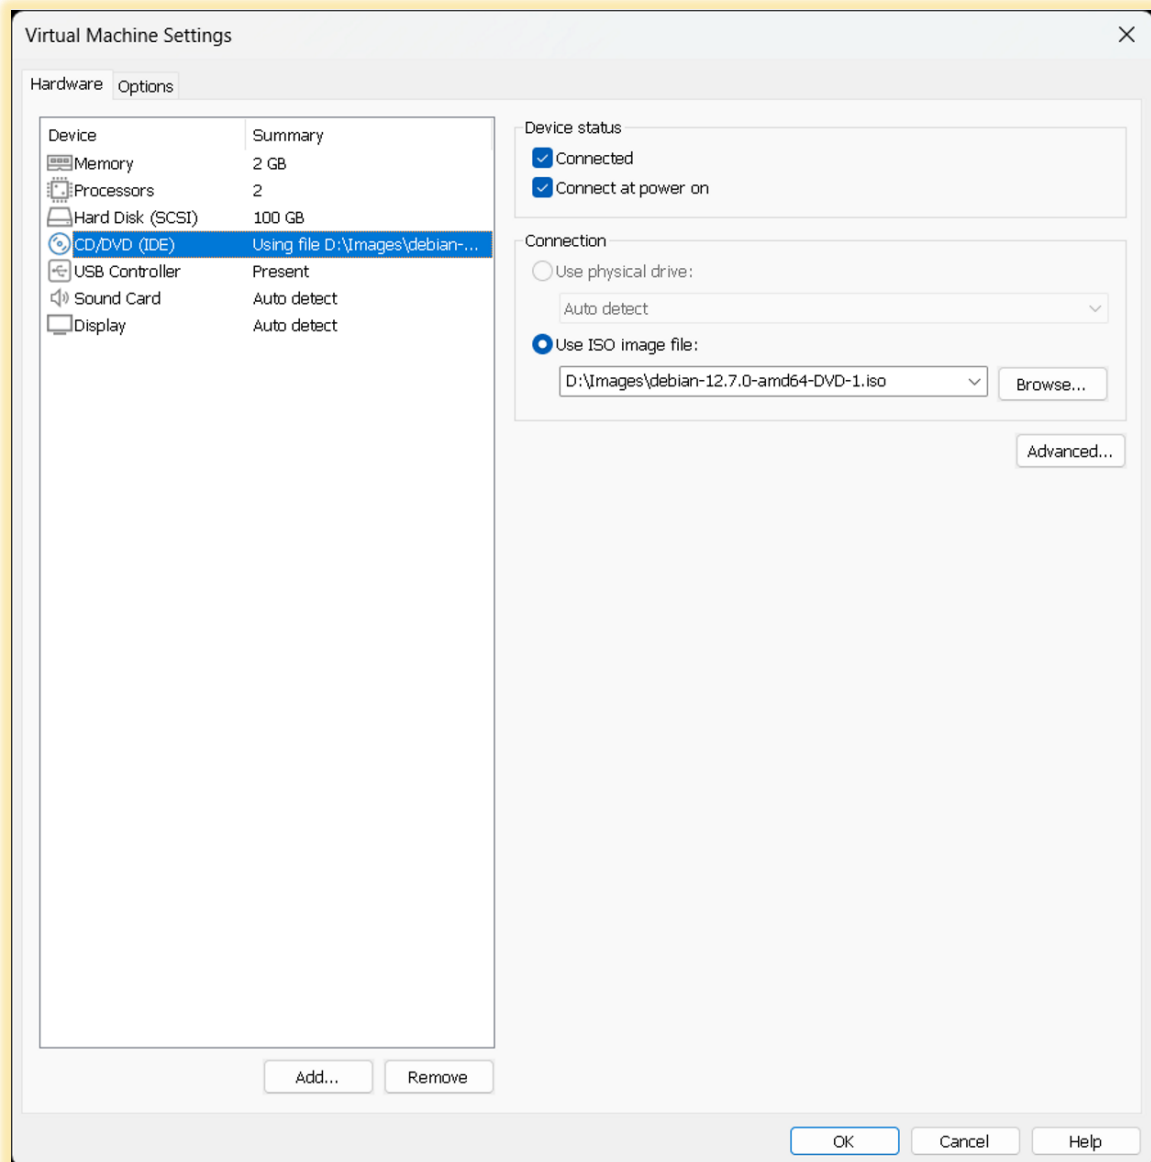 Virtual Machine Settings
Hardware
Options
Device Summary
Memory 2 GB
Processors 2
Hard Disk (SCSI) 100 GB
CD/DVD (IDE) Using file D:\Images\debian-...
USB Controller Present
Sound Card Auto detect
Display Auto detect
Add...
Remove
Device status
Connected
Connect at power on
Connection
Use physical drive:
Auto detect
Use ISO image file:
D:\Images\debian-12.7.0-amd64-DVD-1.iso
Browse...
Advanced...
OK
Cancel
Help